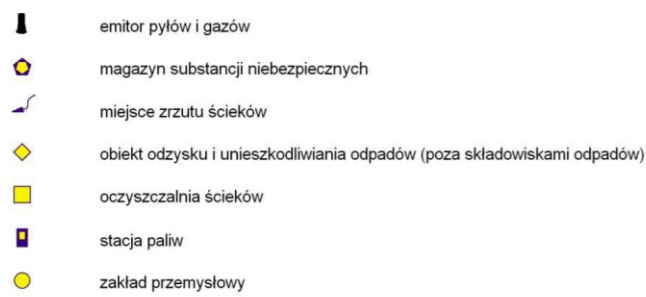 emitor pyłów i gazów
magazyn substancji niebezpiecznych
miejsce zrzutu ścieków
obiekt odzysku i unieszkodliwiania odpadów (poza składowiskami odpadów)
oczyszczalnia ścieków
stacja paliw
zakład przemysłowy